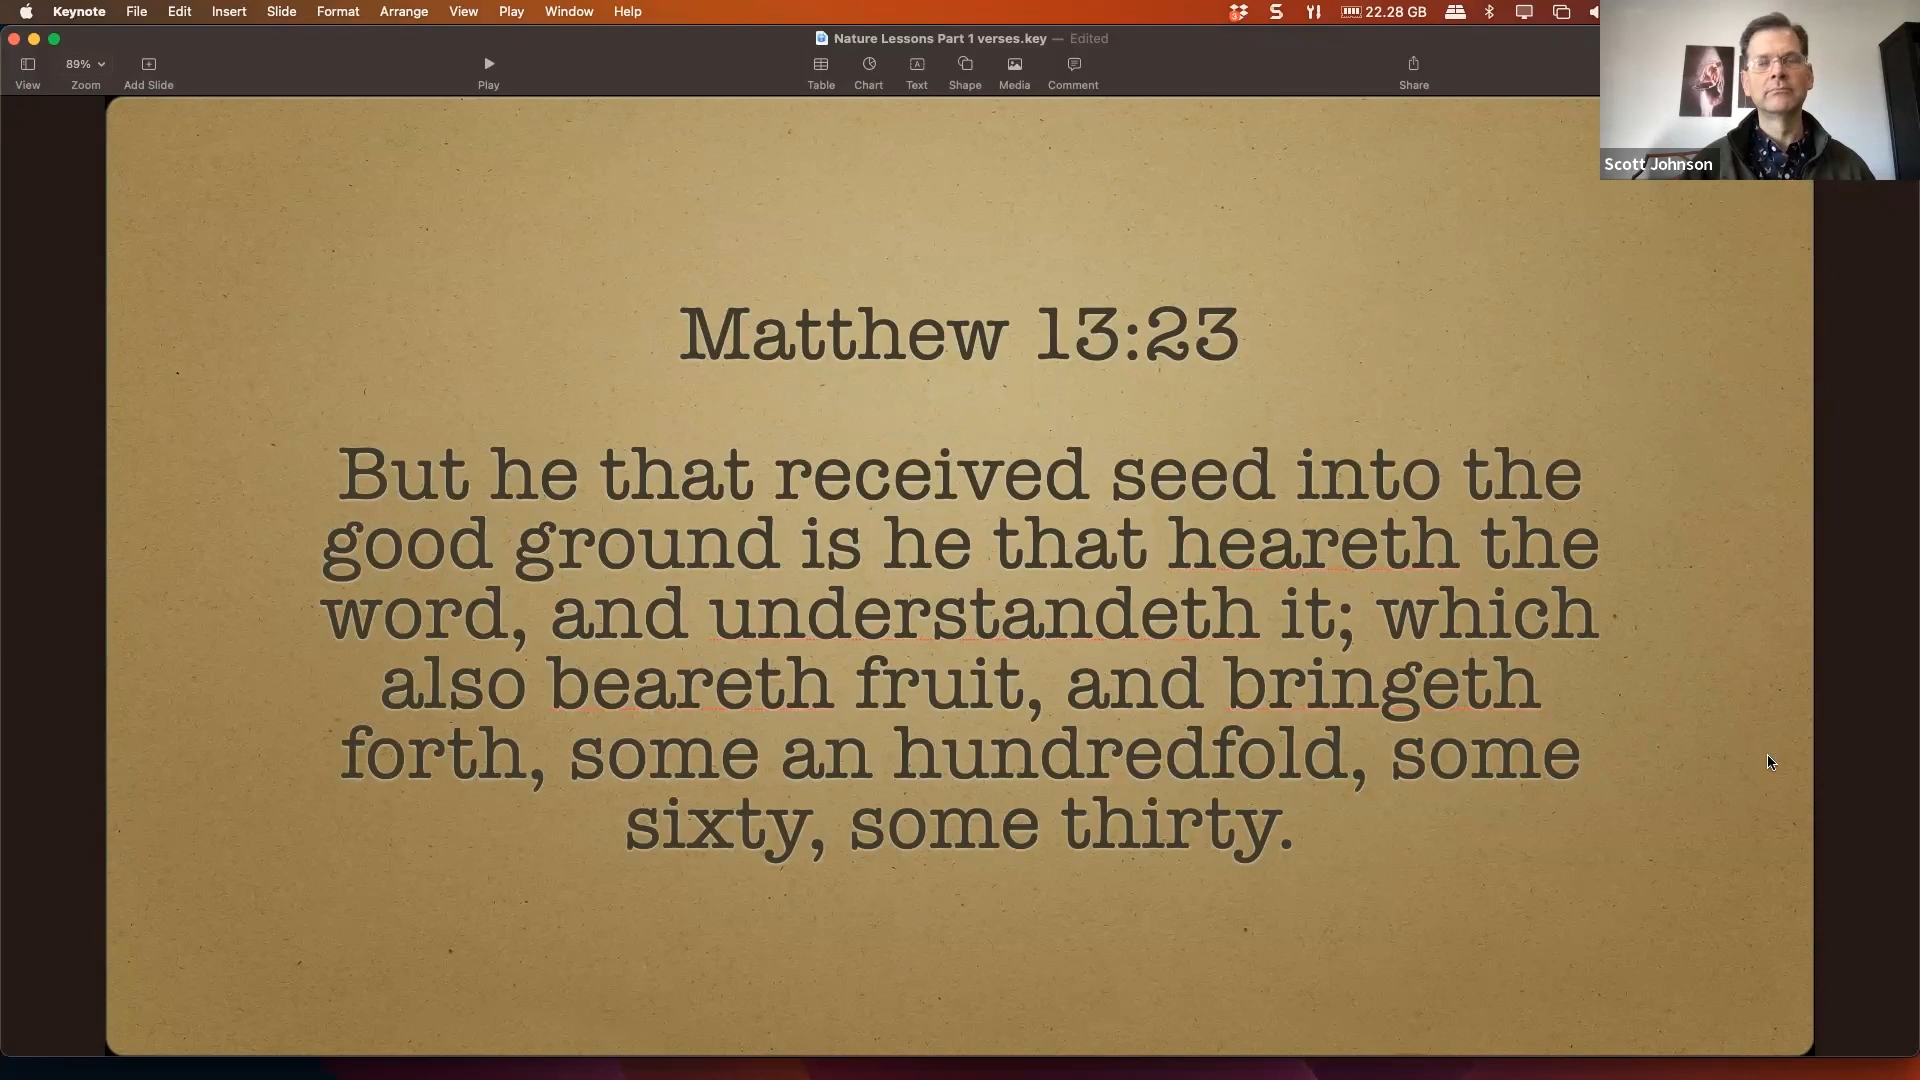 Keynote File Edit Insert Slide Format Arrange View Play Window Help 22.28 GB
Nature Lessons Part 1 verses.key — Edited
89%
View Zoom Add Slide Play Table Chart Text Shape Media Comment Share
Scott Johnson
Matthew 13:23
But he that received seed into the
good ground is he that heareth the
word, and understandeth it; which
also beareth fruit, and bringeth
forth, some an hundredfold, some
sixty, some thirty.